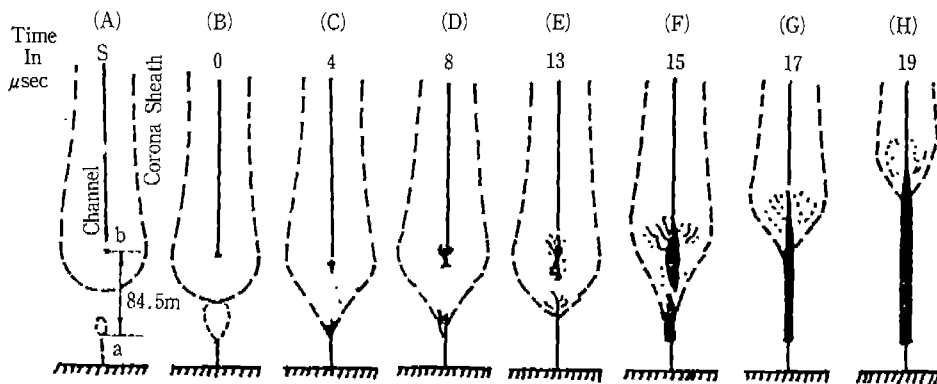 (A) (B) (C) (D) (E) (F) (G) (H)
Time
In
μsec
S 0 4 8 13 15 17 19
Channel
Corona Sheath
b
84.5m
a